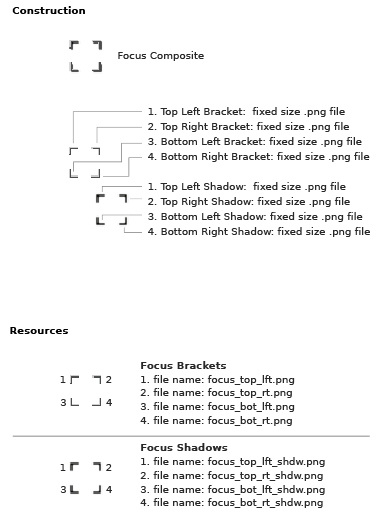 Construction
Focus Composite
1. Top Left Bracket:  fixed size .png file
2. Top Right Bracket: fixed size .png file
3. Bottom Left Bracket: fixed size .png file
4. Bottom Right Bracket: fixed size .png file
1. Top Left Shadow:  fixed size .png file
2. Top Right Shadow: fixed size .png file
3. Bottom Left Shadow: fixed size .png file
4. Bottom Right Shadow: fixed size .png file
Resources
Focus Brackets
1 2
3 4
1. file name: focus_top_lft.png
2. file name: focus_top_rt.png
3. file name: focus_bot_lft.png
4. file name: focus_bot_rt.png
Focus Shadows
1 2
3 4
1. file name: focus_top_lft_shdw.png
2. file name: focus_top_rt_shdw.png
3. file name: focus_bot_lft_shdw.png
4. file name: focus_bot_rt_shdw.png